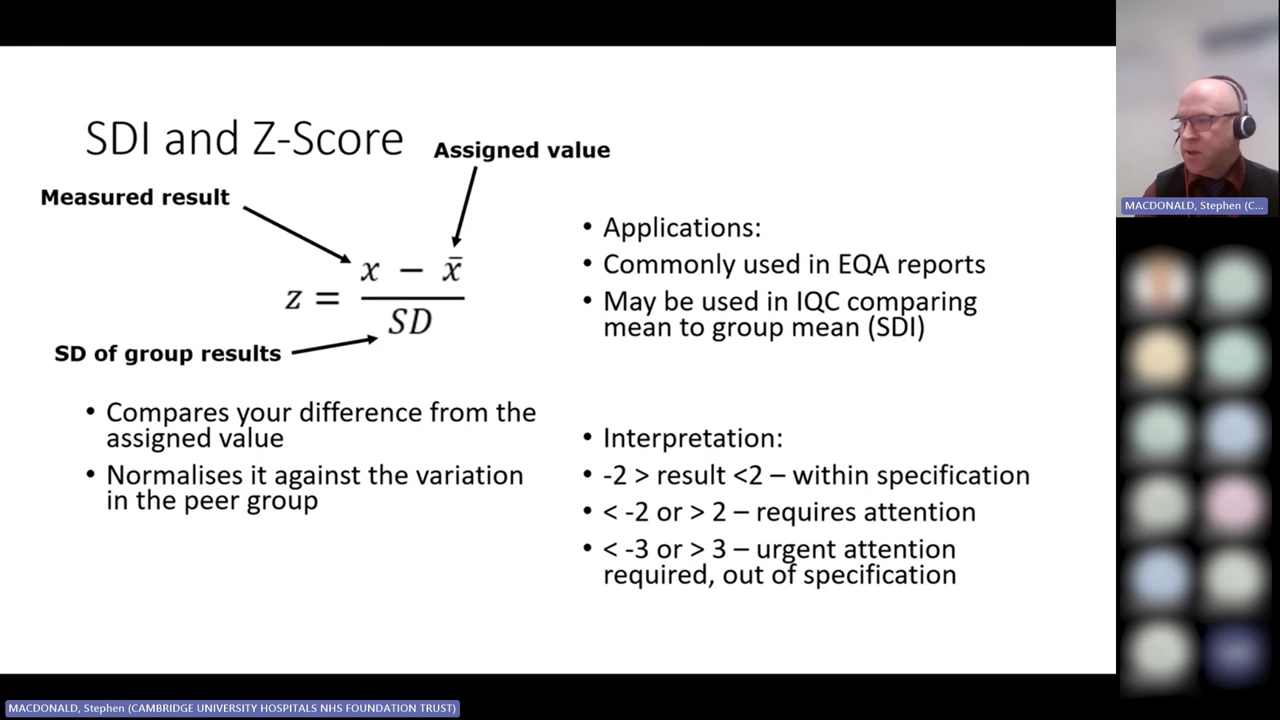 SDI and Z-Score
Assigned value
Measured result
x − x̄
z =
SD
SD of group results
• Compares your difference from the
assigned value
• Normalises it against the variation
in the peer group
• Applications:
• Commonly used in EQA reports
• May be used in IQC comparing
mean to group mean (SDI)
• Interpretation:
• -2 > result <2 – within specification
• < -2 or > 2 – requires attention
• < -3 or > 3 – urgent attention
required, out of specification
MACDONALD, Stephen (C...
MACDONALD, Stephen (CAMBRIDGE UNIVERSITY HOSPITALS NHS FOUNDATION TRUST)